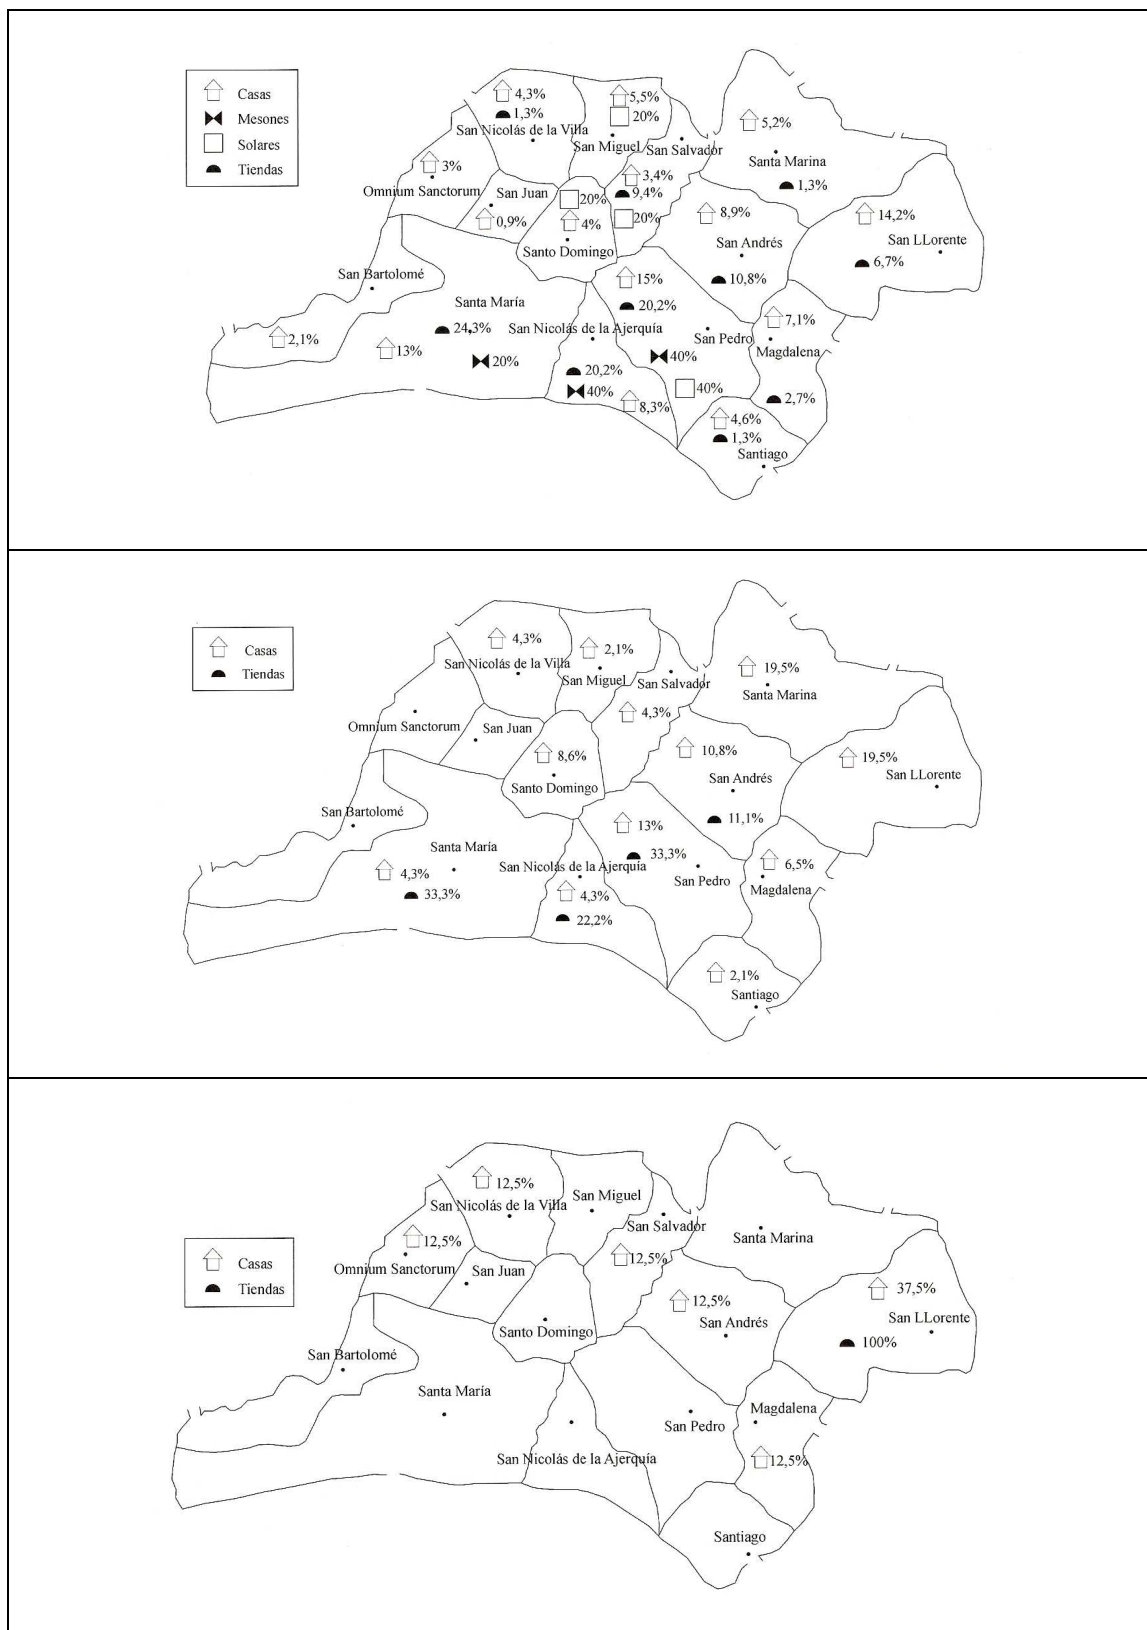 Casas
Mesones
Solares
Tiendas
4,3%
1,3%
San Nicolás de la Villa
5,5%
20%
San Miguel
San Salvador
5,2%
Santa Marina
1,3%
3%
Omnium Sanctorum
San Juan
0,9%
20%
4%
Santo Domingo
3,4%
9,4%
20%
8,9%
San Andrés
10,8%
14,2%
San LLorente
6,7%
San Bartolomé
2,1%
Santa María
24,3%
13%
20%
San Nicolás de la Ajerquía
20,2%
40%
8,3%
15%
20,2%
San Pedro
40%
40%
7,1%
Magdalena
2,7%
4,6%
1,3%
Santiago
Casas
Tiendas
4,3%
San Nicolás de la Villa
2,1%
San Miguel
San Salvador
4,3%
19,5%
Santa Marina
Omnium Sanctorum
San Juan
8,6%
Santo Domingo
10,8%
San Andrés
11,1%
19,5%
San LLorente
San Bartolomé
Santa María
4,3%
33,3%
San Nicolás de la Ajerquía
4,3%
22,2%
13%
33,3%
San Pedro
6,5%
Magdalena
2,1%
Santiago
Casas
Tiendas
12,5%
San Nicolás de la Villa
San Miguel
San Salvador
12,5%
Santa Marina
12,5%
Omnium Sanctorum
San Juan
Santo Domingo
12,5%
San Andrés
37,5%
San LLorente
100%
San Bartolomé
Santa María
San Nicolás de la Ajerquía
San Pedro
Magdalena
12,5%
Santiago